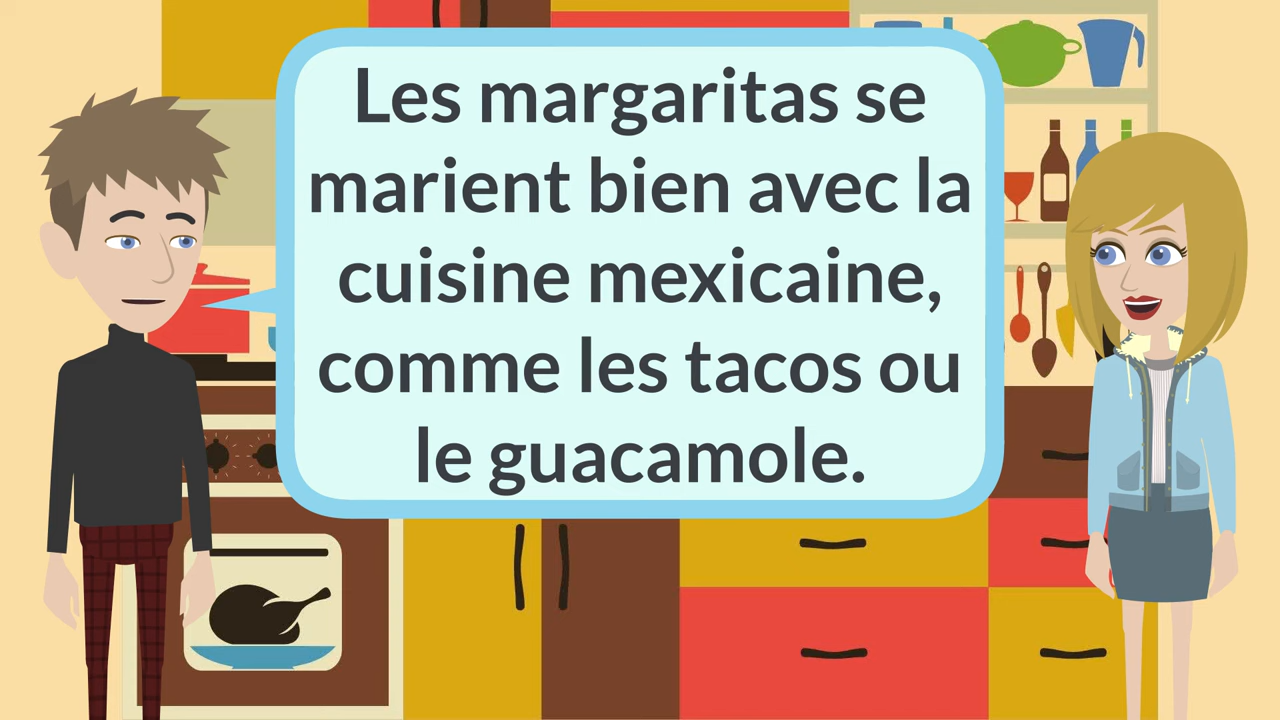 Les margaritas se
marient bien avec la
cuisine mexicaine,
comme les tacos ou
le guacamole.